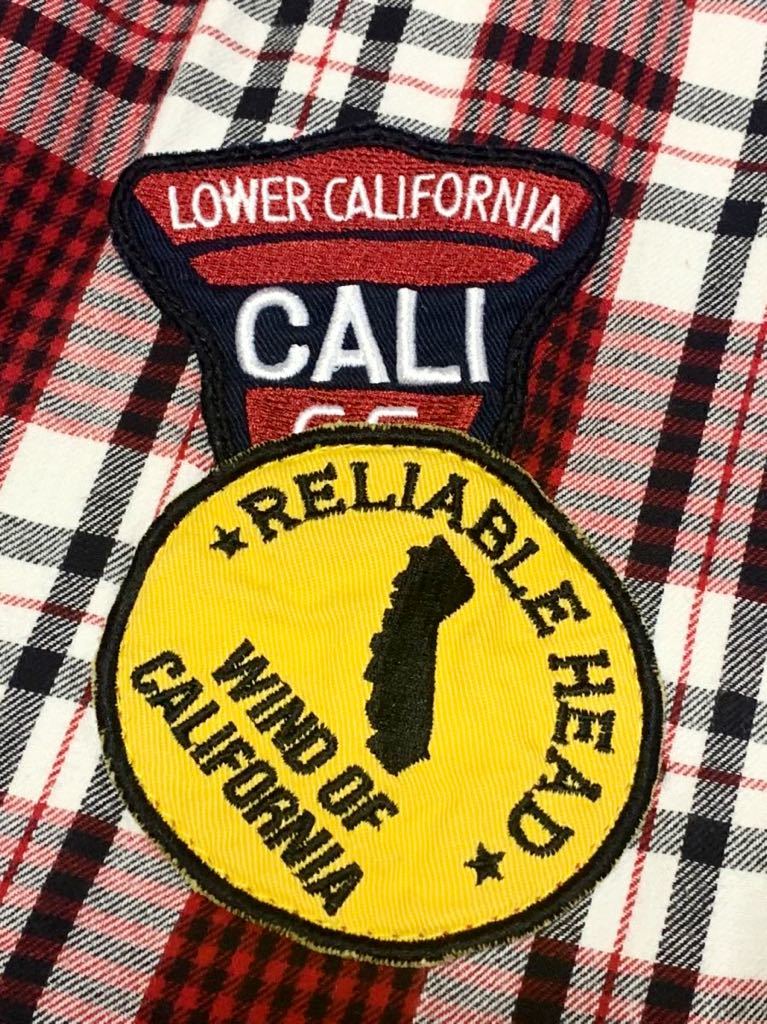 LOWER CALIFORNIA
CALI
RELIABLE HEAD
WIND OF
CALIFORNIA